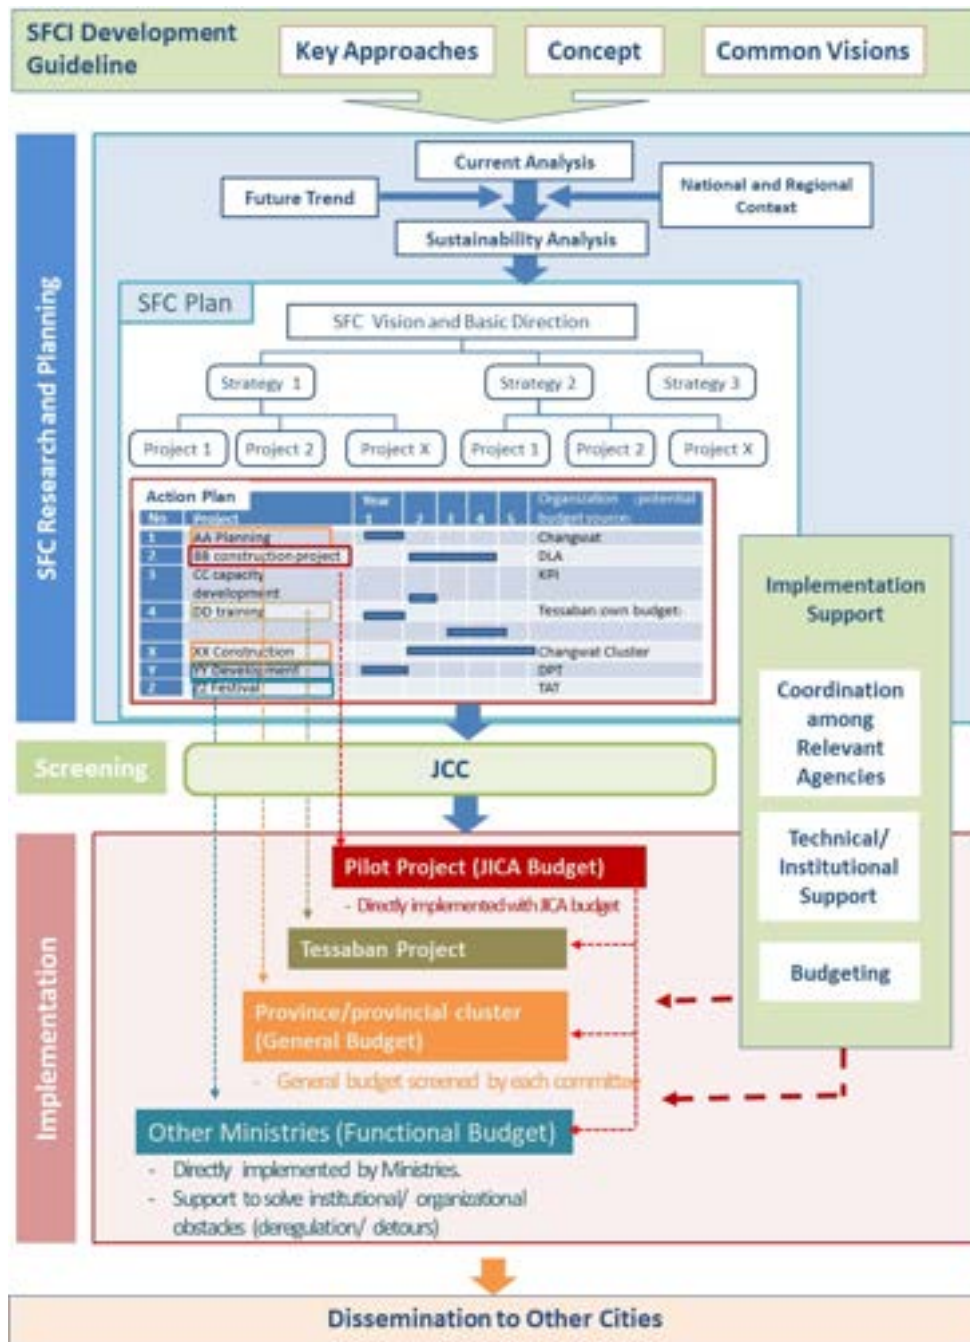 SFCI Development
Guideline
Key Approaches
Concept
Common Visions
SFC Research and Planning
Current Analysis
Future Trend
National and Regional
Context
Sustainability Analysis
SFC Plan
SFC Vision and Basic Direction
Strategy 1
Strategy 2
Strategy 3
Project 1
Project 2
Project X
Project 1
Project 2
Project X
Action Plan
No
Project
Year
1
2
3
4
5
Organization potential
budget source
1 AA Planning Changwat
2 BB construction project DLA
3 CC capacity KPI
development
4 DD training Tessaban own budget
X XX Construction Changwat Cluster
Y YY Development DPT
Z ZZ Festival TAT
Implementation
Support
Coordination
among
Relevant
Agencies
Technical/
Institutional
Support
Budgeting
Screening
JCC
Implementation
Pilot Project (JICA Budget)
- Directly implemented with JICA budget
Tessaban Project
Province/provincial cluster
(General Budget)
- General budget screened by each committee
Other Ministries (Functional Budget)
- Directly implemented by Ministries.
- Support to solve institutional/ organizational
obstacles (deregulation/ detours)
Dissemination to Other Cities